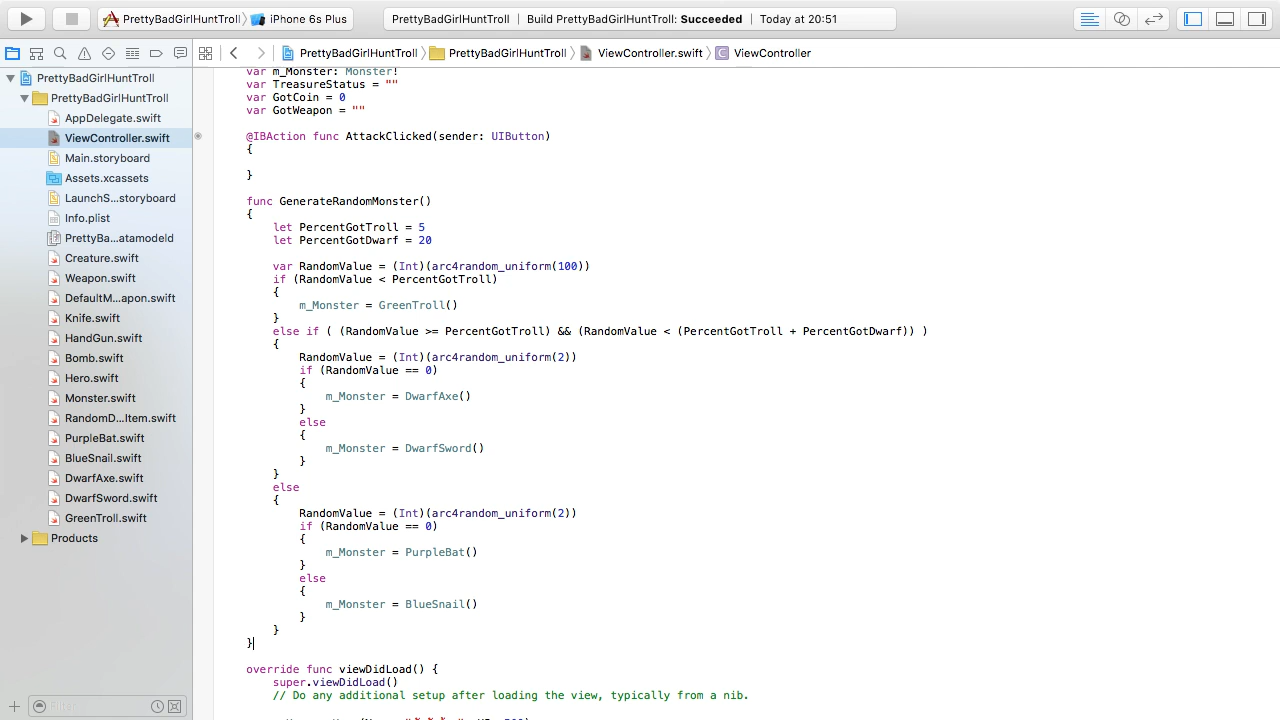 PrettyBadGirlHuntTroll
iPhone 6s Plus
PrettyBadGirlHuntTroll
Build PrettyBadGirlHuntTroll: Succeeded
Today at 20:51
PrettyBadGirlHuntTroll
PrettyBadGirlHuntTroll
ViewController.swift
ViewController
PrettyBadGirlHuntTroll
PrettyBadGirlHuntTroll
AppDelegate.swift
ViewController.swift
Main.storyboard
Assets.xcassets
LaunchS...storyboard
Info.plist
PrettyBa...atamodeld
Creature.swift
Weapon.swift
DefaultM...apon.swift
Knife.swift
HandGun.swift
Bomb.swift
Hero.swift
Monster.swift
RandomD...Item.swift
PurpleBat.swift
BlueSnail.swift
DwarfAxe.swift
DwarfSword.swift
GreenTroll.swift
Products
Filter
var m_Monster: Monster!
var TreasureStatus = ""
var GotCoin = 0
var GotWeapon = ""
@IBAction func AttackClicked(sender: UIButton)
{
}
func GenerateRandomMonster()
{
let PercentGotTroll = 5
let PercentGotDwarf = 20
var RandomValue = (Int)(arc4random_uniform(100))
if (RandomValue < PercentGotTroll)
{
m_Monster = GreenTroll()
}
else if ( (RandomValue >= PercentGotTroll) && (RandomValue < (PercentGotTroll + PercentGotDwarf)) )
{
RandomValue = (Int)(arc4random_uniform(2))
if (RandomValue == 0)
{
m_Monster = DwarfAxe()
}
else
{
m_Monster = DwarfSword()
}
}
else
{
RandomValue = (Int)(arc4random_uniform(2))
if (RandomValue == 0)
{
m_Monster = PurpleBat()
}
else
{
m_Monster = BlueSnail()
}
}
}
override func viewDidLoad() {
super.viewDidLoad()
// Do any additional setup after loading the view, typically from a nib.